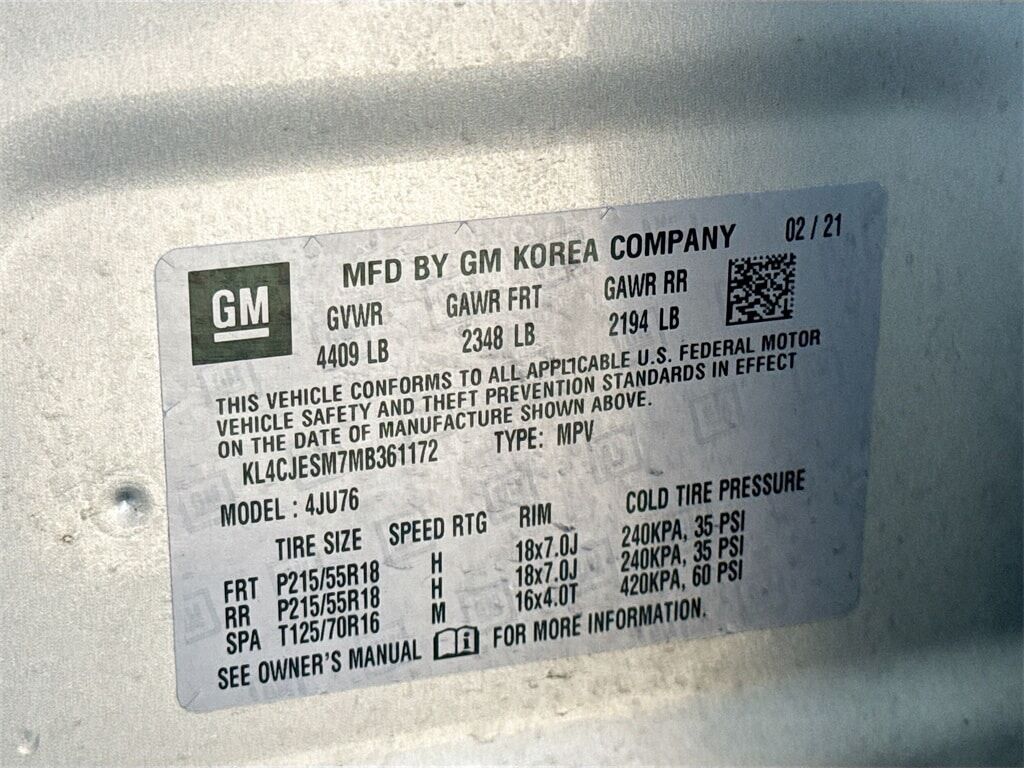 GM
MFD BY GM KOREA COMPANY 02 / 21
GVWR GAWR FRT GAWR RR
4409 LB 2348 LB 2194 LB
THIS VEHICLE CONFORMS TO ALL APPLICABLE U.S. FEDERAL MOTOR
VEHICLE SAFETY AND THEFT PREVENTION STANDARDS IN EFFECT
ON THE DATE OF MANUFACTURE SHOWN ABOVE.
KL4CJESM7MB361172 TYPE: MPV
MODEL : 4JU76
TIRE SIZE SPEED RTG RIM COLD TIRE PRESSURE
FRT P215/55R18 H 18x7.0J 240KPA, 35 PSI
RR P215/55R18 H 18x7.0J 240KPA, 35 PSI
SPA T125/70R16 M 16x4.0T 420KPA, 60 PSI
SEE OWNER'S MANUAL FOR MORE INFORMATION.